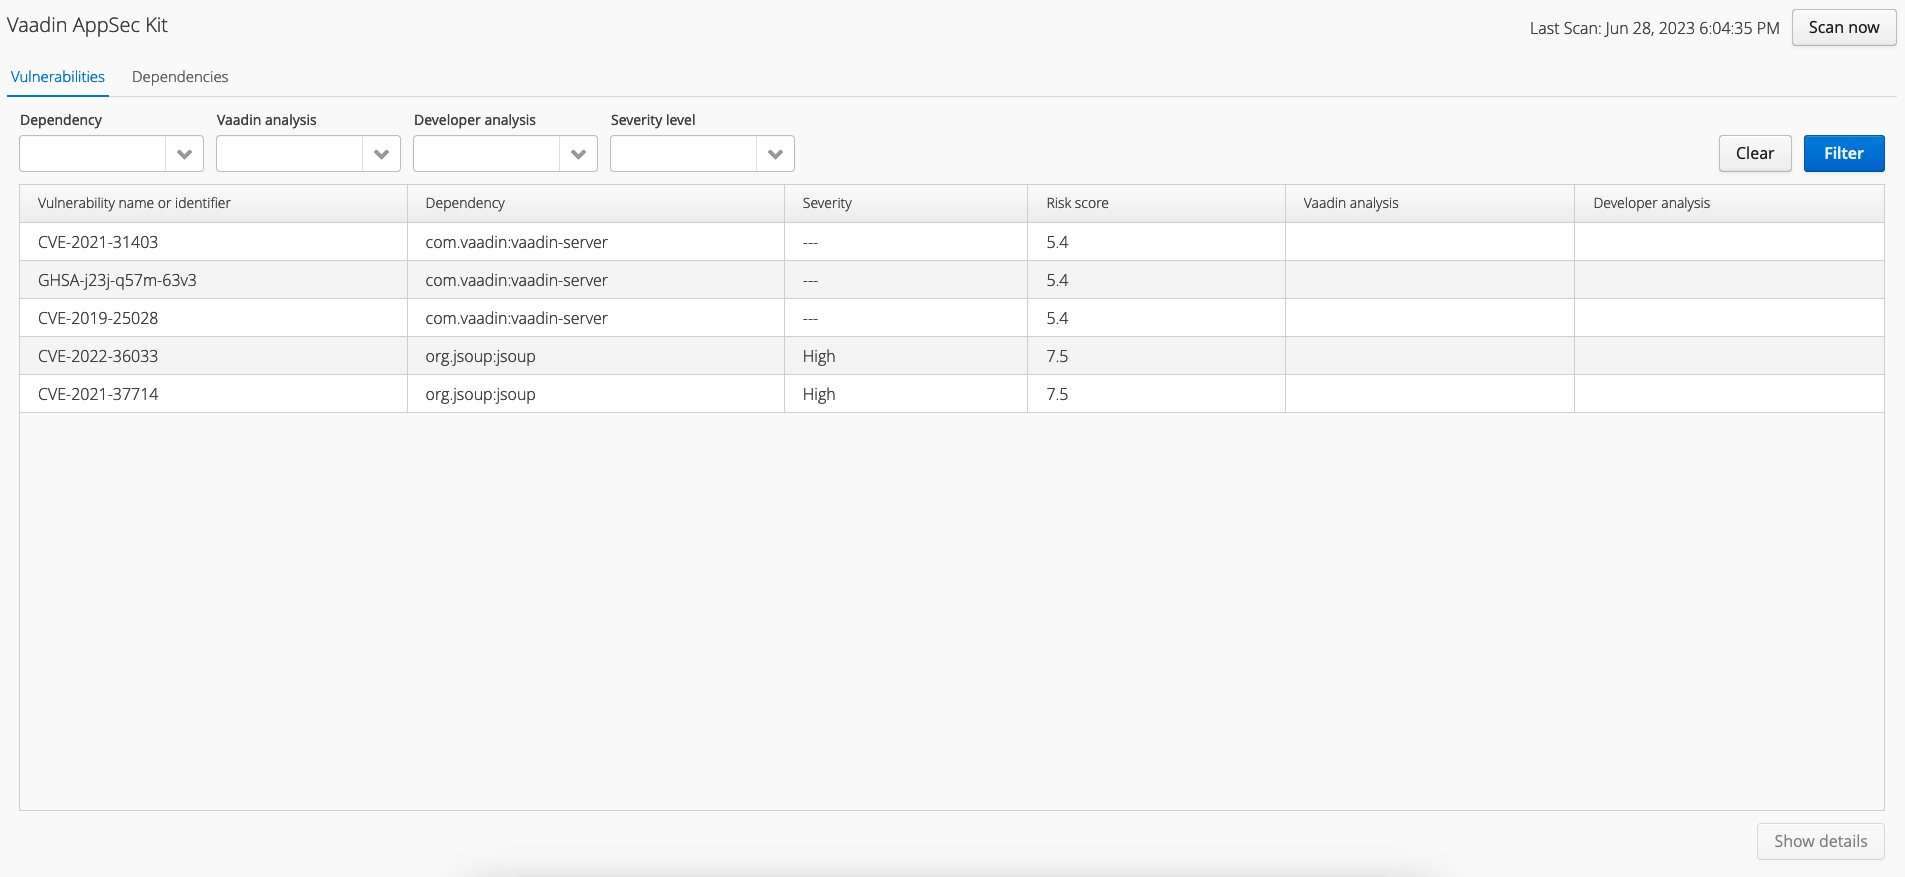 Vaadin AppSec Kit
Last Scan: Jun 28, 2023 6:04:35 PM Scan now
Vulnerabilities Dependencies
Dependency Vaadin analysis Developer analysis Severity level
Clear Filter
Vulnerability name or identifier Dependency Severity Risk score Vaadin analysis Developer analysis
CVE-2021-31403 com.vaadin:vaadin-server --- 5.4
GHSA-j23j-q57m-63v3 com.vaadin:vaadin-server --- 5.4
CVE-2019-25028 com.vaadin:vaadin-server --- 5.4
CVE-2022-36033 org.jsoup:jsoup High 7.5
CVE-2021-37714 org.jsoup:jsoup High 7.5
Show details